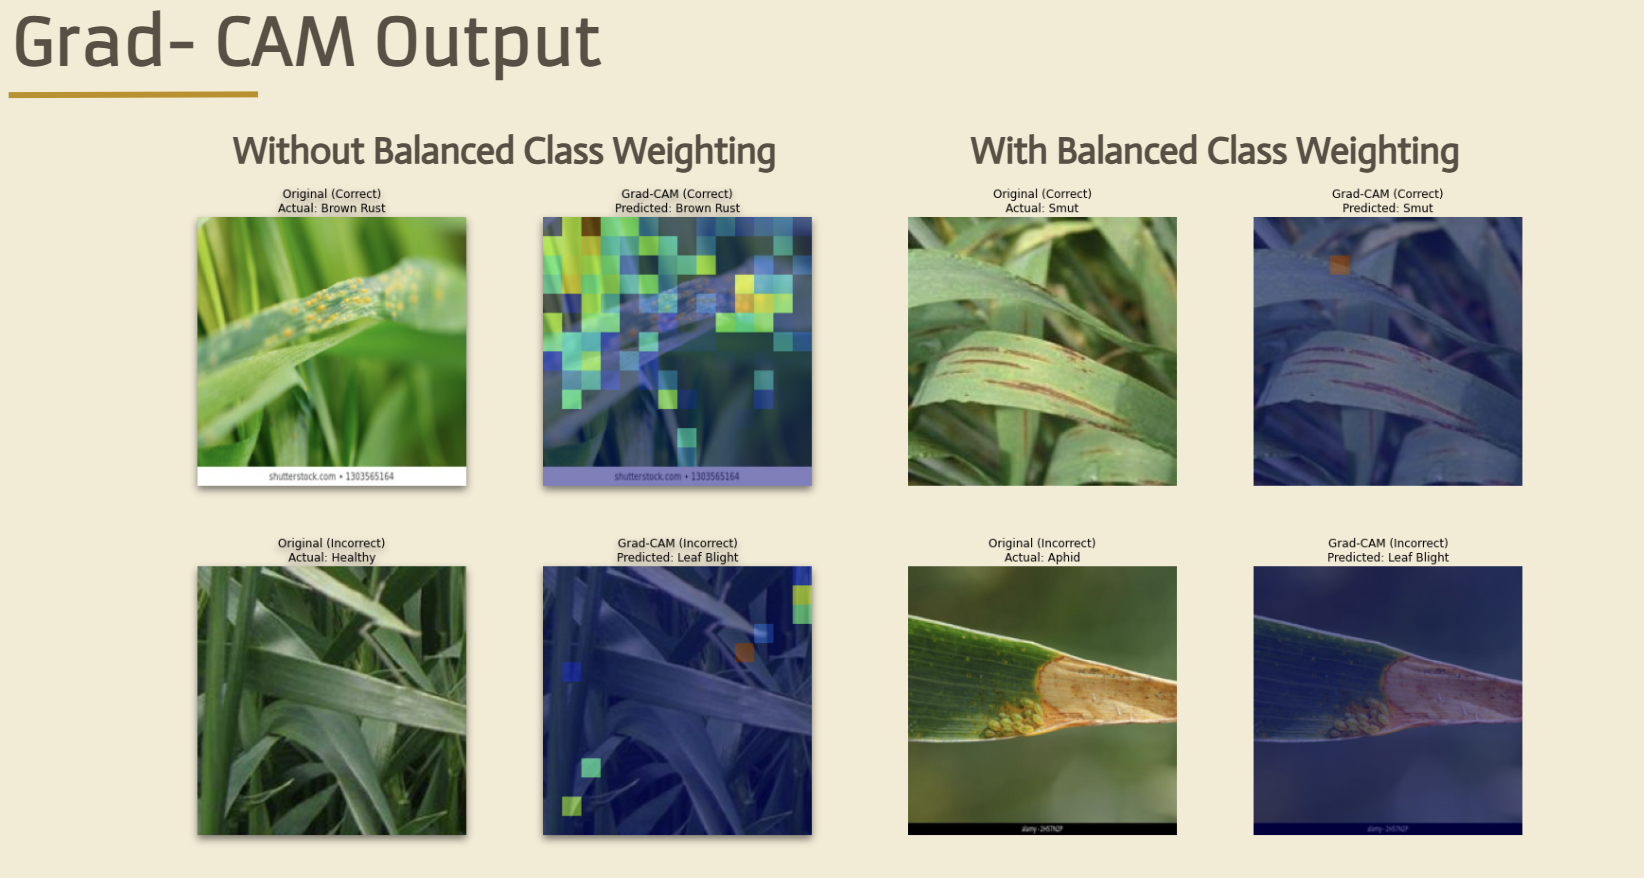 Grad- CAM Output
Without Balanced Class Weighting
Original (Correct)
Actual: Brown Rust
Grad-CAM (Correct)
Predicted: Brown Rust
shutterstock.com • 1303565164
shutterstock.com • 1303565164
Original (Incorrect)
Actual: Healthy
Grad-CAM (Incorrect)
Predicted: Leaf Blight
With Balanced Class Weighting
Original (Correct)
Actual: Smut
Grad-CAM (Correct)
Predicted: Smut
Original (Incorrect)
Actual: Aphid
Grad-CAM (Incorrect)
Predicted: Leaf Blight